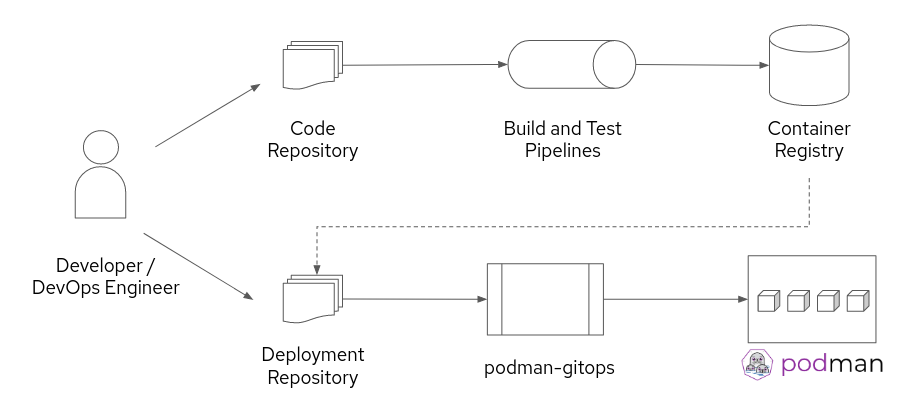 Code
Repository
Build and Test
Pipelines
Container
Registry
Developer /
DevOps Engineer
Deployment
Repository
podman-gitops
podman